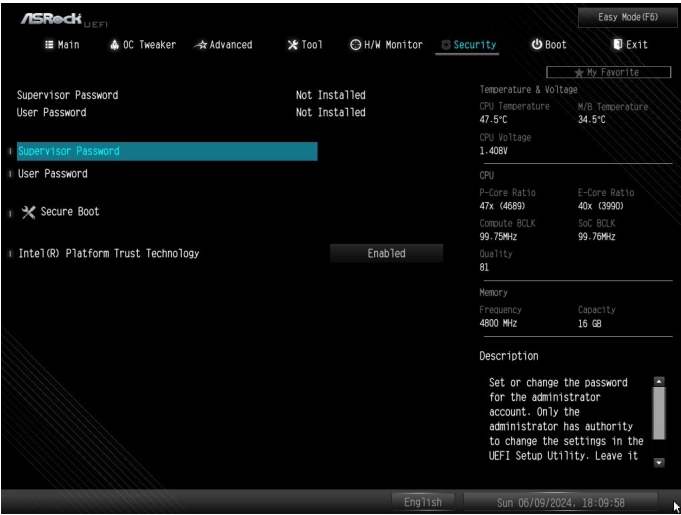 ASRock UEFI
Easy Mode(F6)
Main OC Tweaker Advanced Tool H/W Monitor Security Boot Exit
My Favorite
Supervisor Password Not Installed
User Password Not Installed
Supervisor Password
User Password
Secure Boot
Intel(R) Platform Trust Technology Enabled
Temperature & Voltage
CPU Temperature M/B Temperature
47.5°C 34.5°C
CPU Voltage
1.408V
CPU
P-Core Ratio E-Core Ratio
47x (4689) 40x (3990)
Compute BCLK SoC BCLK
99.75MHz 99.76MHz
Quality
81
Memory
Frequency Capacity
4800 MHz 16 GB
Description
Set or change the password
for the administrator
account. Only the
administrator has authority
to change the settings in the
UEFI Setup Utility. Leave it
English Sun 06/09/2024, 18:09:58